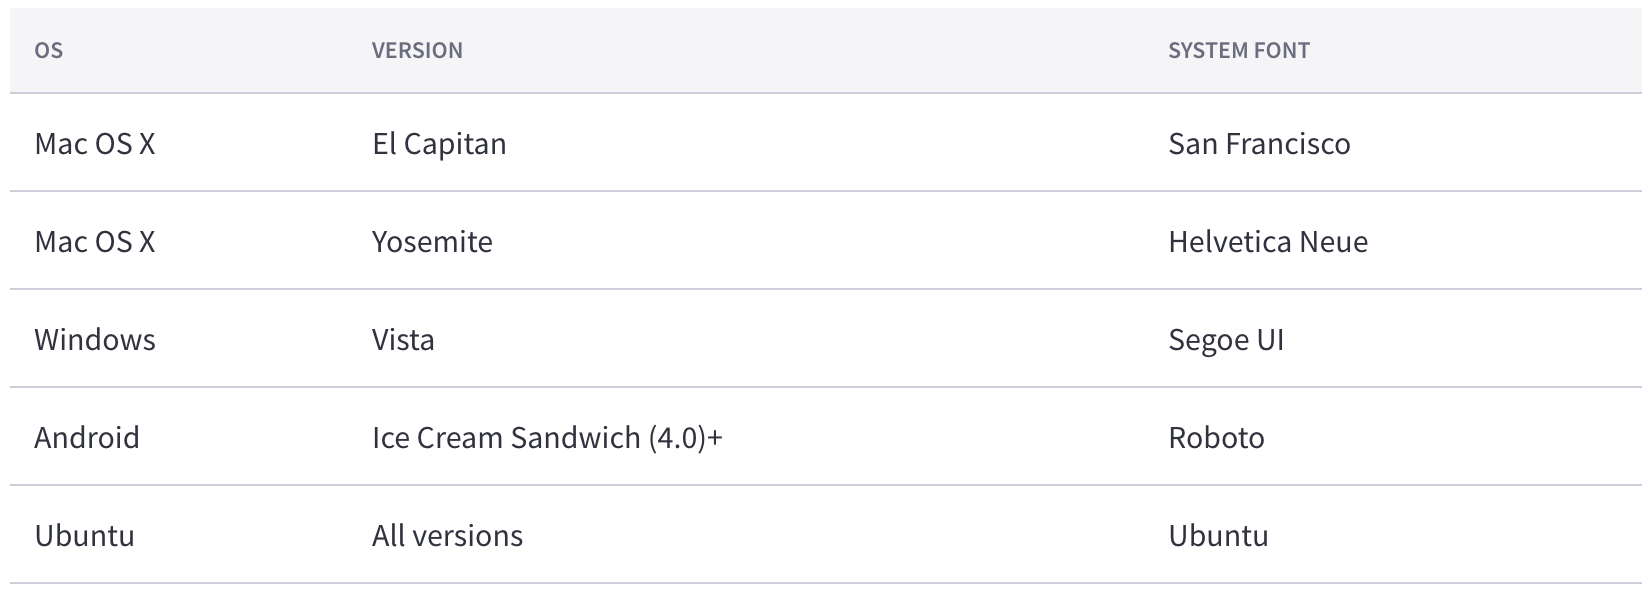 OS VERSION SYSTEM FONT
Mac OS X El Capitan San Francisco
Mac OS X Yosemite Helvetica Neue
Windows Vista Segoe UI
Android Ice Cream Sandwich (4.0)+ Roboto
Ubuntu All versions Ubuntu